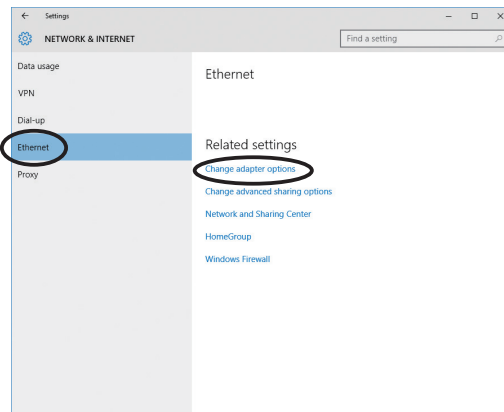 Settings
NETWORK & INTERNET
Find a setting
Data usage
VPN
Dial-up
Ethernet
Proxy
Ethernet
Related settings
Change adapter options
Change advanced sharing options
Network and Sharing Center
HomeGroup
Windows Firewall